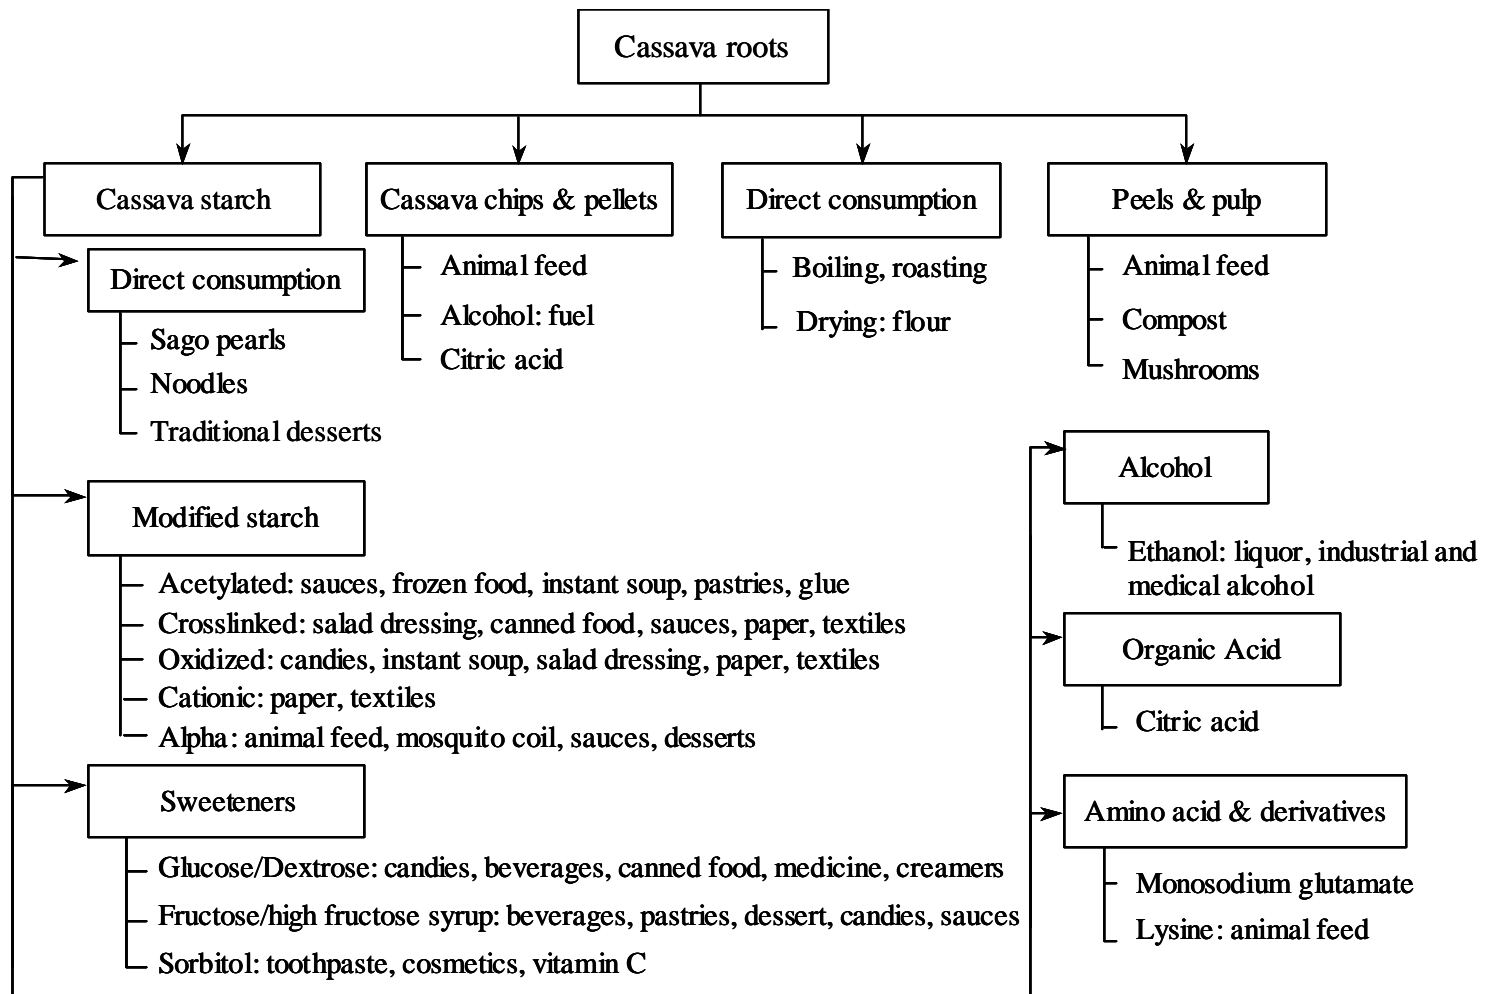 Cassava roots
Cassava starch
Cassava chips & pellets
Direct consumption
Peels & pulp
Direct consumption
Sago pearls
Noodles
Traditional desserts
Animal feed
Alcohol: fuel
Citric acid
Boiling, roasting
Drying: flour
Animal feed
Compost
Mushrooms
Modified starch
Acetylated: sauces, frozen food, instant soup, pastries, glue
Crosslinked: salad dressing, canned food, sauces, paper, textiles
Oxidized: candies, instant soup, salad dressing, paper, textiles
Cationic: paper, textiles
Alpha: animal feed, mosquito coil, sauces, desserts
Sweeteners
Glucose/Dextrose: candies, beverages, canned food, medicine, creamers
Fructose/high fructose syrup: beverages, pastries, dessert, candies, sauces
Sorbitol: toothpaste, cosmetics, vitamin C
Alcohol
Ethanol: liquor, industrial and
medical alcohol
Organic Acid
Citric acid
Amino acid & derivatives
Monosodium glutamate
Lysine: animal feed